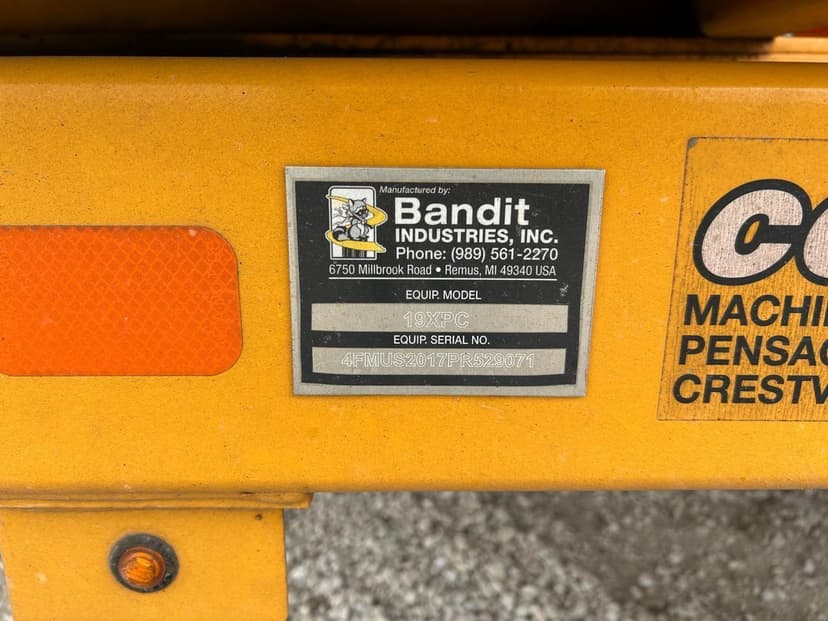 Manufactured by:
Bandit
INDUSTRIES, INC.
Phone: (989) 561-2270
6750 Millbrook Road • Remus, MI 49340 USA
EQUIP. MODEL
19XPC
EQUIP. SERIAL NO.
4FMUS2017PR529071
CO
MACHI
PENSAC
CRESTV